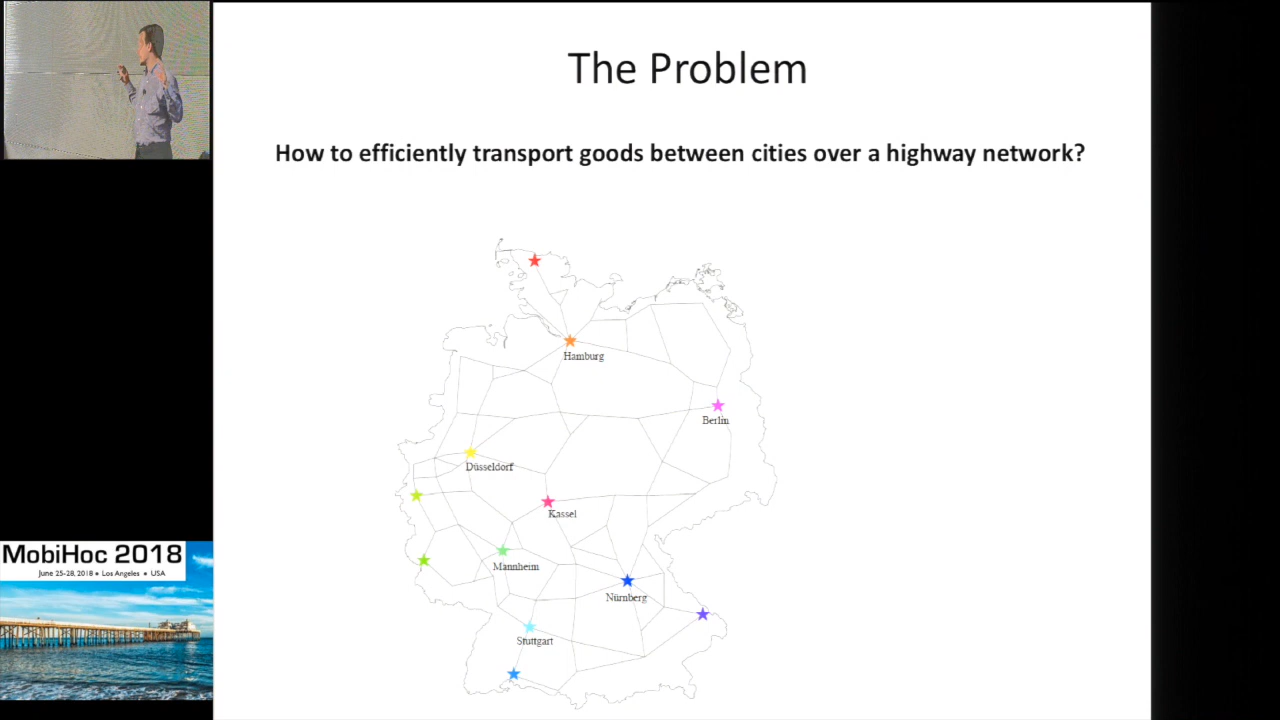 The Problem
How to efficiently transport goods between cities over a highway network?
Hamburg
Berlin
Düsseldorf
Kassel
Mannheim
Nürnberg
Stuttgart
MobiHoc 2018
June 25-28, 2018 • Los Angeles • USA